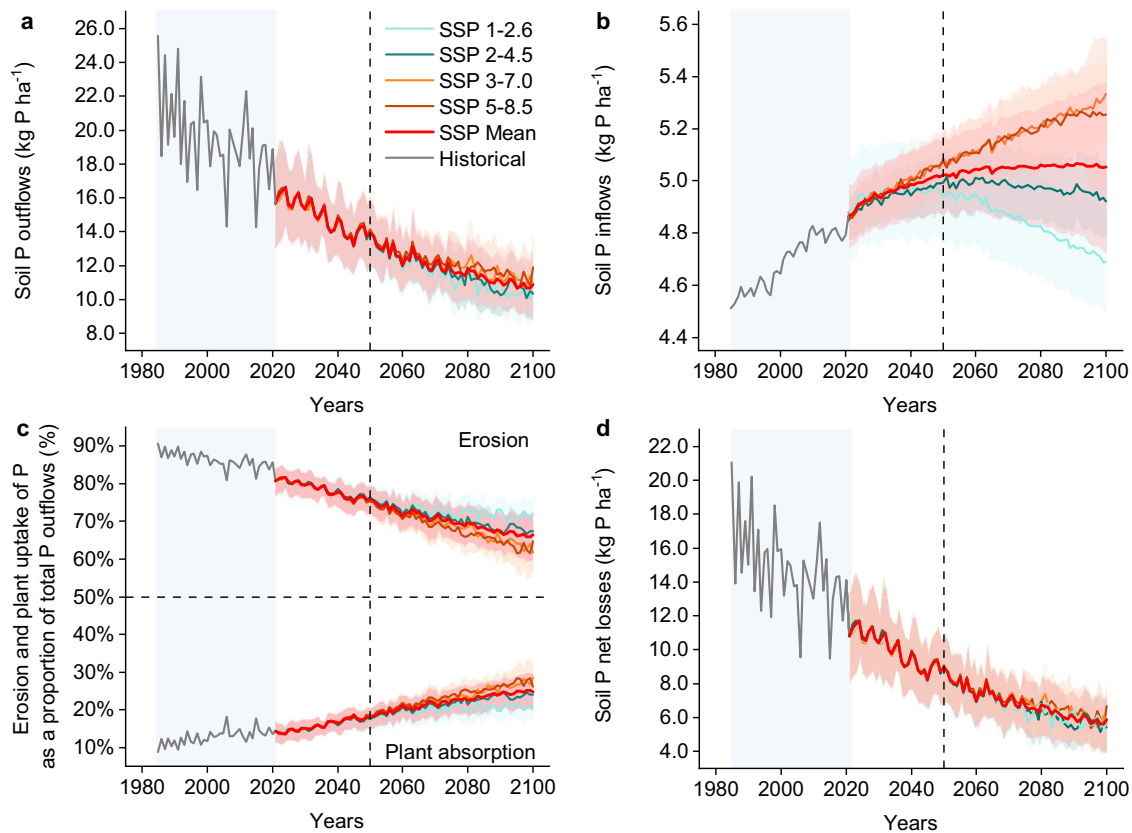 a
Soil P outflows (kg P ha-1)
26.0
24.0
22.0
20.0
18.0
16.0
14.0
12.0
10.0
8.0
SSP 1-2.6
SSP 2-4.5
SSP 3-7.0
SSP 5-8.5
SSP Mean
Historical
1980 2000 2020 2040 2060 2080 2100
Years
b
Soil P inflows (kg P ha-1)
5.6
5.4
5.2
5.0
4.8
4.6
4.4
1980 2000 2020 2040 2060 2080 2100
Years
c
Erosion and plant uptake of P
as a proportion of total P outflows (%)
90%
80%
70%
60%
50%
40%
30%
20%
10%
Erosion
Plant absorption
1980 2000 2020 2040 2060 2080 2100
Years
d
Soil P net losses (kg P ha-1)
22.0
20.0
18.0
16.0
14.0
12.0
10.0
8.0
6.0
4.0
1980 2000 2020 2040 2060 2080 2100
Years